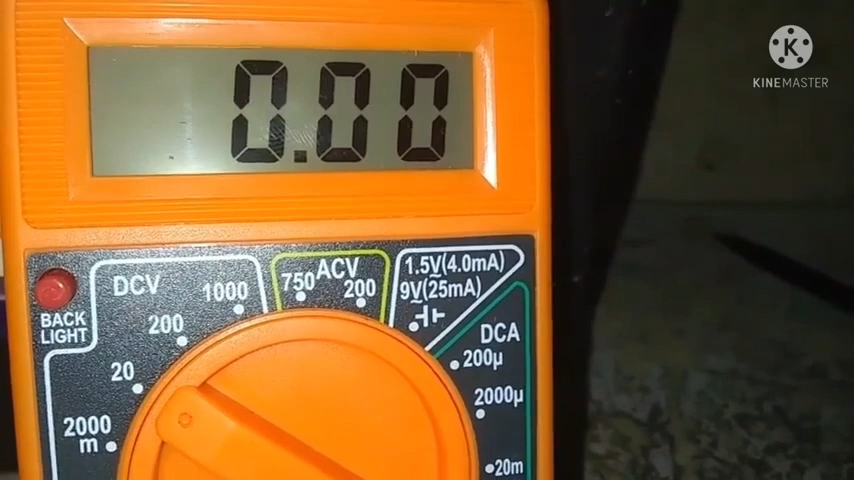 0.00
KINEMASTER
DCV
1000
200
20
2000
m
BACK
LIGHT
ACV
750
200
1.5V(4.0mA)
9V(25mA)
DCA
200µ
2000µ
20m